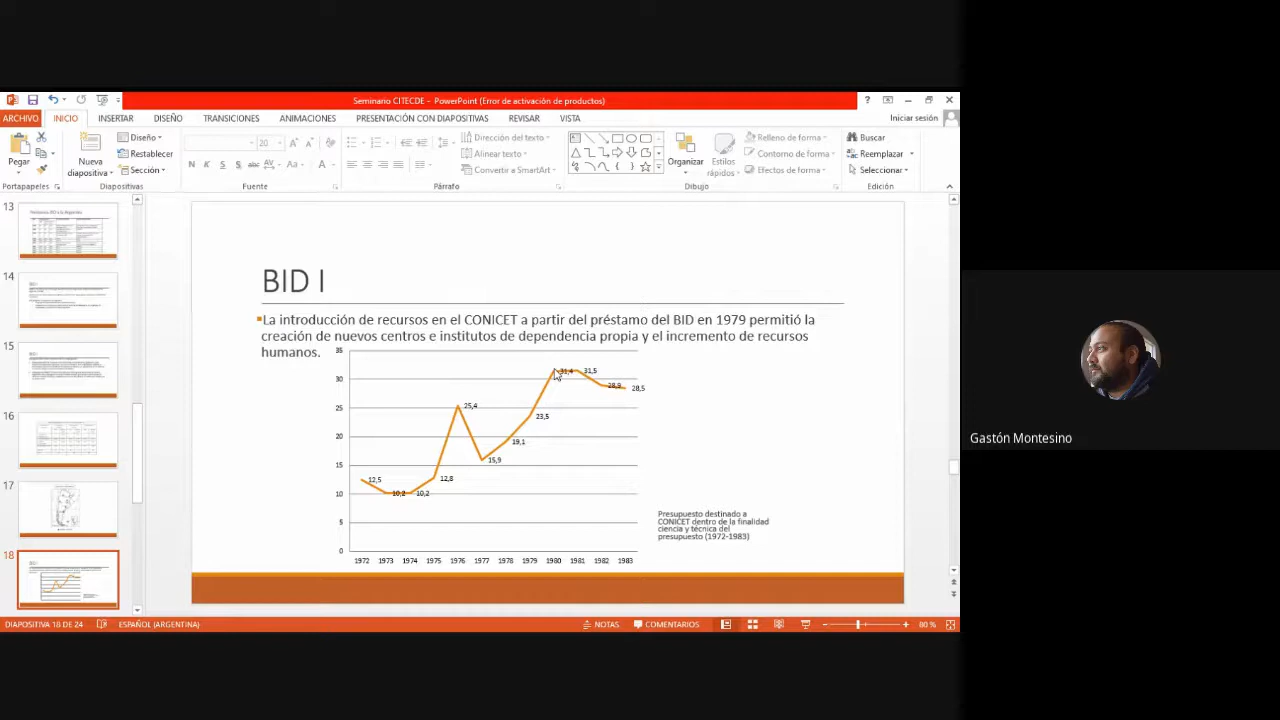 Seminario CITECDE - PowerPoint (Error de activación de productos)
?
ARCHIVO INICIO INSERTAR DISEÑO TRANSICIONES ANIMACIONES PRESENTACIÓN CON DIAPOSITIVAS REVISAR VISTA Iniciar sesión
Pegar
Nueva
diapositiva
Diseño
Restablecer
Sección
20
N K S abc AV Aa A
Dirección del texto
Alinear texto
Convertir a SmartArt
Organizar
Estilos
rápidos
Relleno de forma
Contorno de forma
Efectos de forma
Buscar
Reemplazar
Seleccionar
Portapapeles Diapositivas Fuente Párrafo Dibujo Edición
13
14
15
16
17
18
BID I
La introducción de recursos en el CONICET a partir del préstamo del BID en 1979 permitió la
creación de nuevos centros e institutos de dependencia propia y el incremento de recursos
humanos.
35
30
25
20
15
10
5
0
12,5
10,2
10,2
12,8
25,4
15,9
19,1
23,5
31,4
31,5
28,9
28,5
1972 1973 1974 1975 1976 1977 1978 1979 1980 1981 1982 1983
Presupuesto destinado a
CONICET dentro de la finalidad
ciencia y técnica del
presupuesto (1972-1983)
Gastón Montesino
DIAPOSITIVA 18 DE 24 ESPAÑOL (ARGENTINA) NOTAS COMENTARIOS 80 %